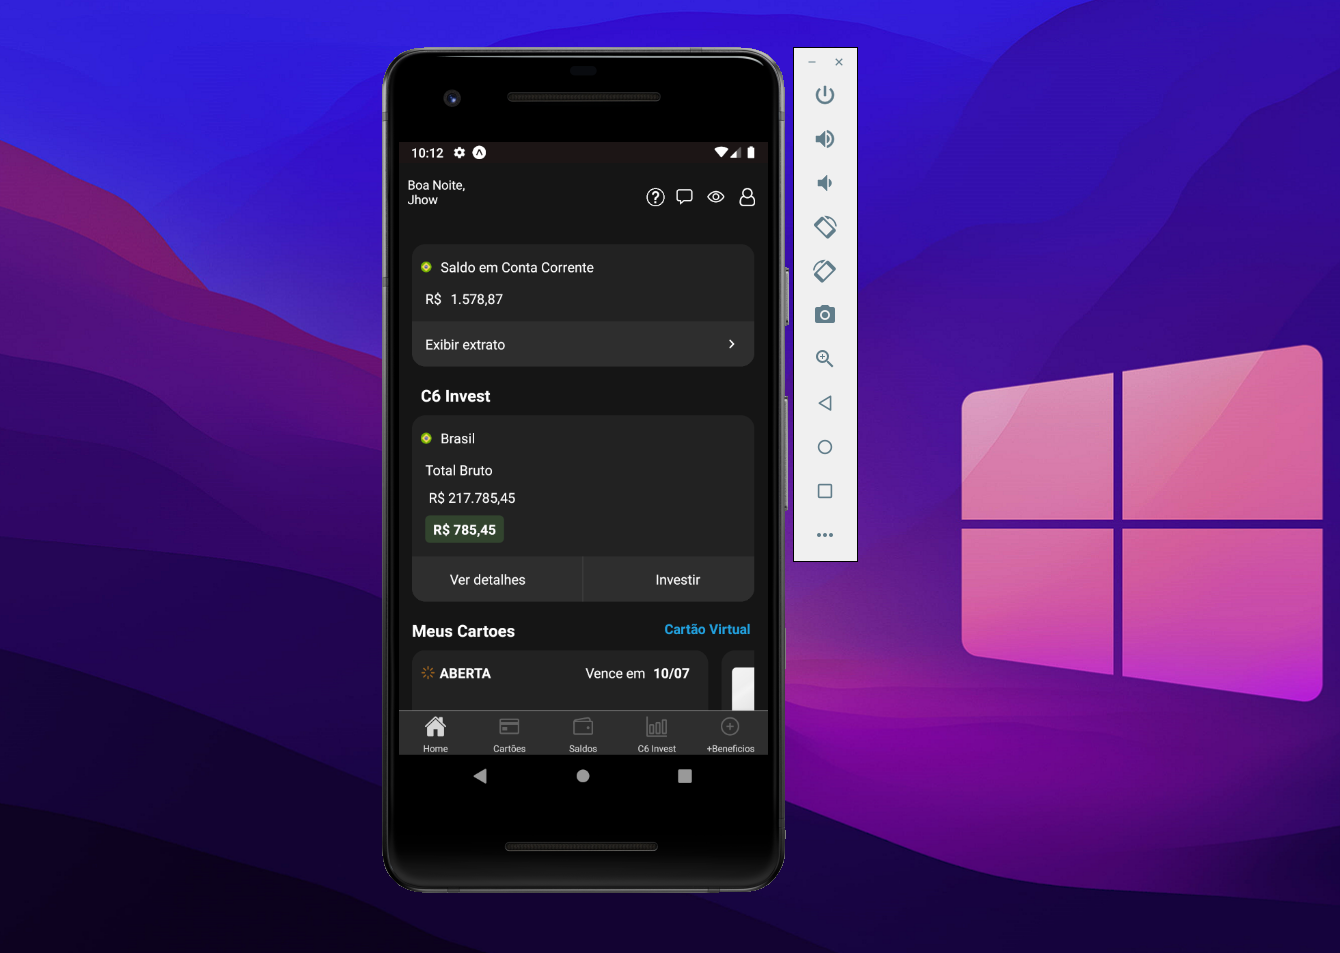 10:12
Boa Noite,
Jhow
Saldo em Conta Corrente
R$ 1.578,87
Exibir extrato
C6 Invest
Brasil
Total Bruto
R$ 217.785,45
R$ 785,45
Ver detalhes
Investir
Meus Cartoes
Cartão Virtual
ABERTA
Vence em 10/07
Home
Cartões
Saldos
C6 Invest
+Beneficios